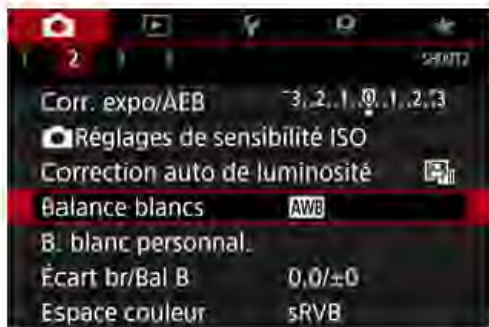 2
SHOOT2
Corr. expo/AEB -3..2..1..0..1..2..3
Réglages de sensibilité ISO
Correction auto de luminosité
Balance blancs AWB
B. blanc personnal.
Écart br/Bal B 0,0/±0
Espace couleur sRVB